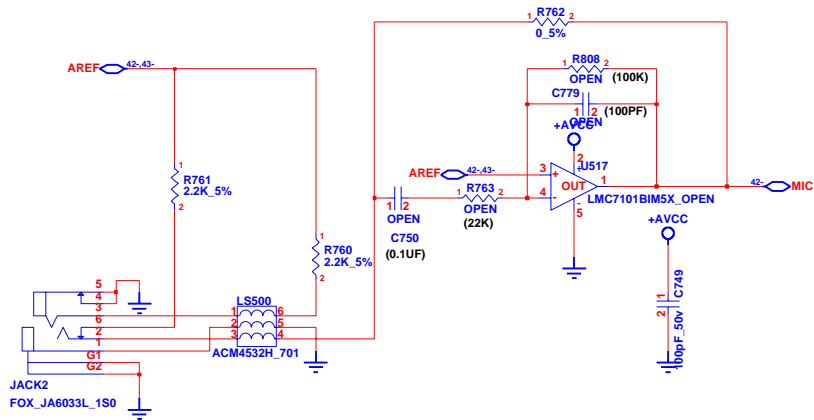 1 R762 2
0_5%
AREF 42-,43-
1 R808 2 (100K)
OPEN
C779
1 2 (100PF)
OPEN
+AVCC
1
R761
2.2K_5%
2
AREF 42-,43-
2
U517
3 + OUT 1
4 -
5
42- MIC
LMC7101BIM5X_OPEN
1 2
OPEN
C750
(0.1UF)
1 R763 2
OPEN
(22K)
+AVCC
1
R760
2.2K_5%
2
1
C749
100pF_50v
2
LS500
1 6
2 5
3 4
ACM4532H_701
5
4
3
6
2
1
G1
G2
JACK2
FOX_JA6033L_1S0